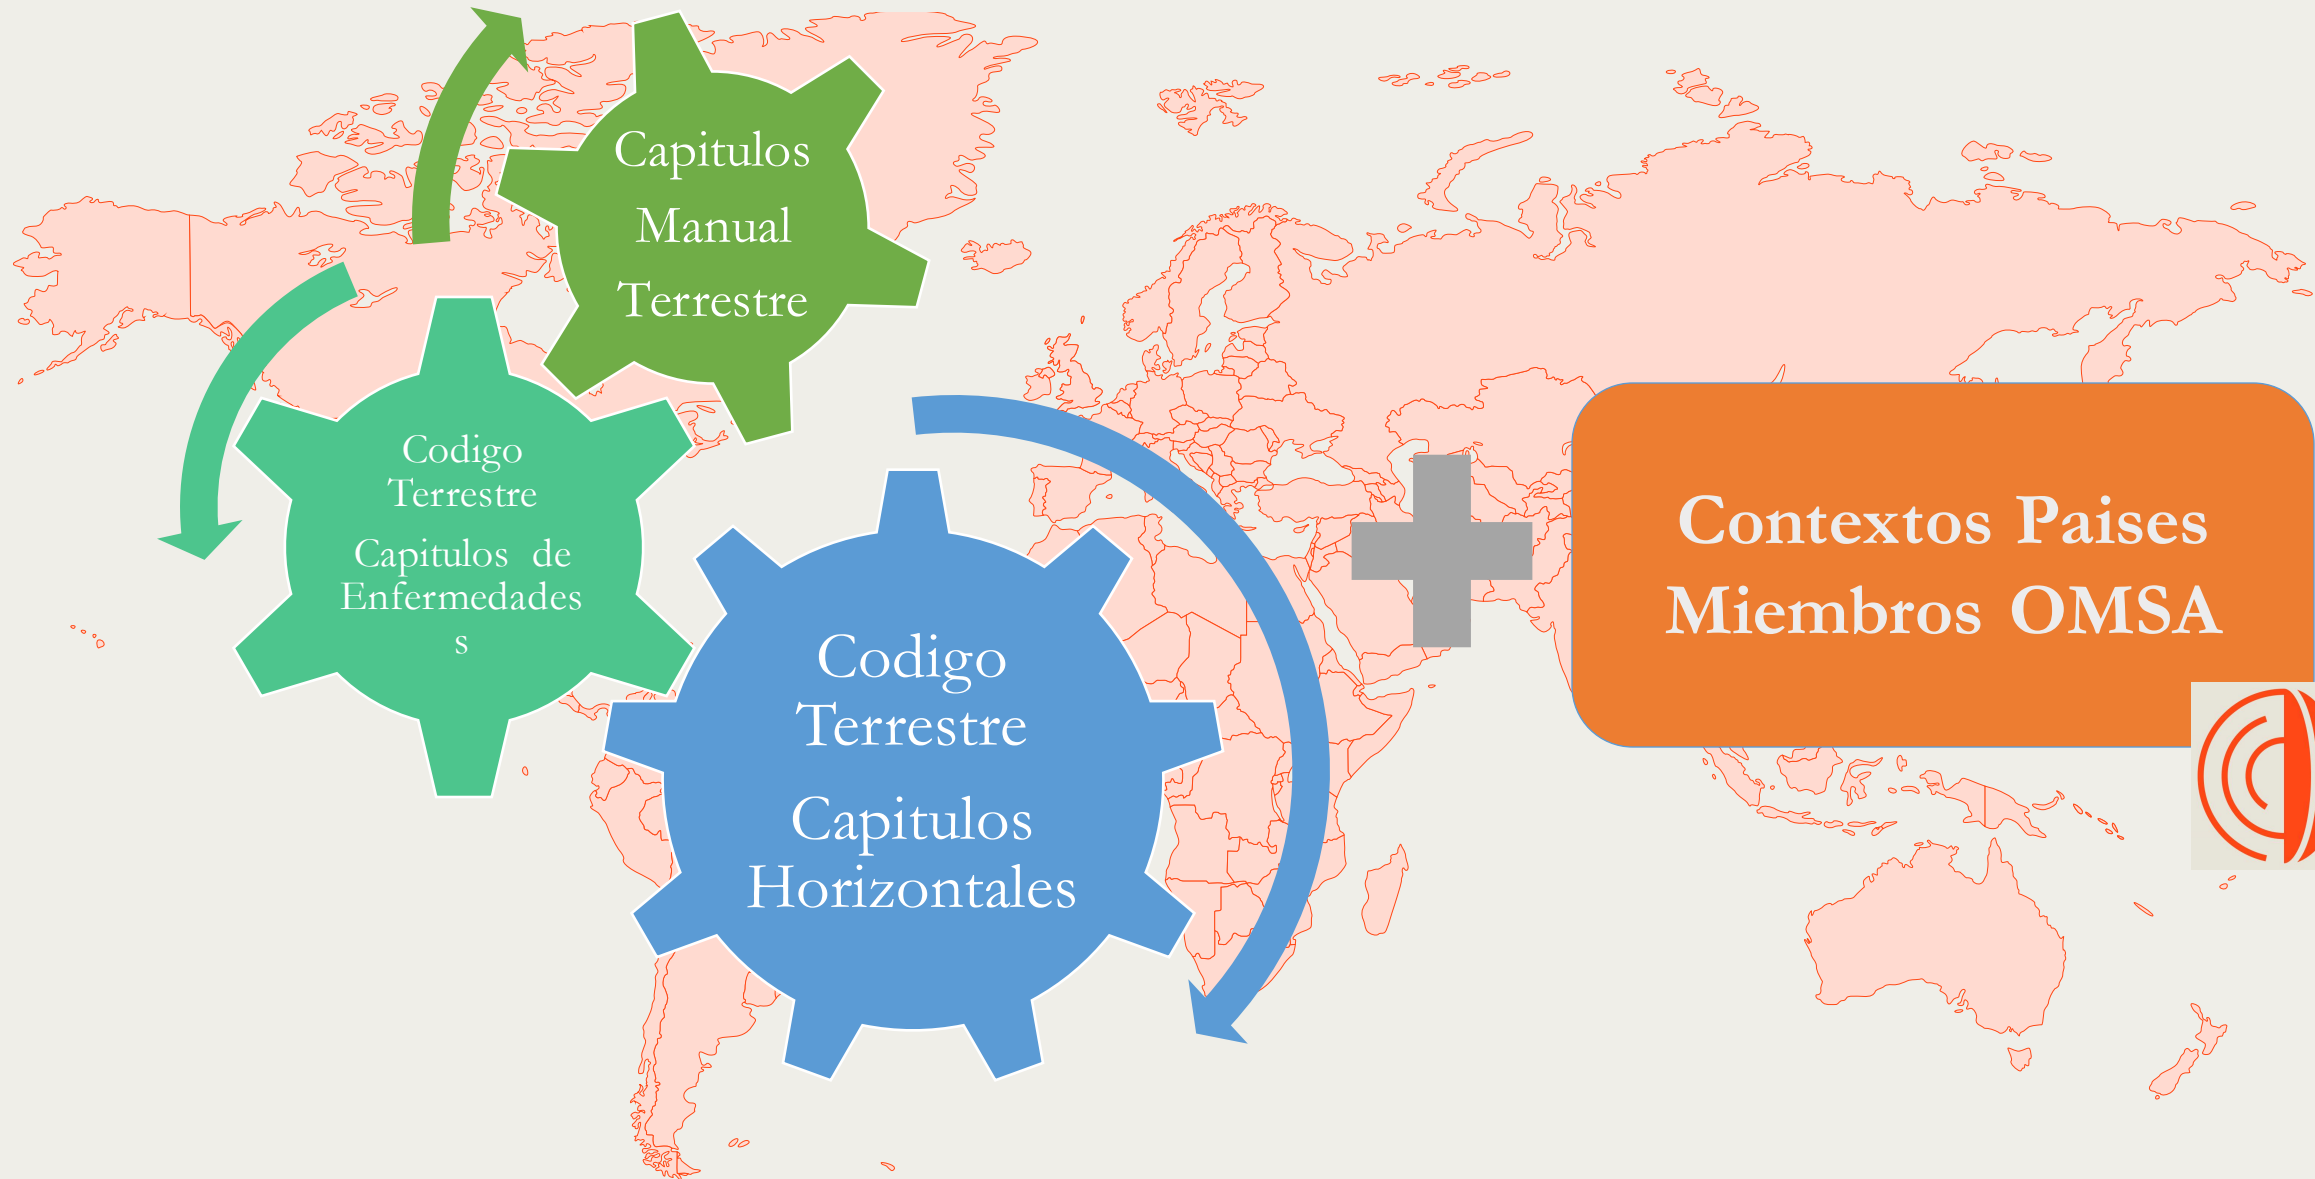 Capitulos
Manual
Terrestre
Codigo
Terrestre
Capitulos de
Enfermedades
s
Codigo
Terrestre
Capitulos
Horizontales
Contextos Paises
Miembros OMSA